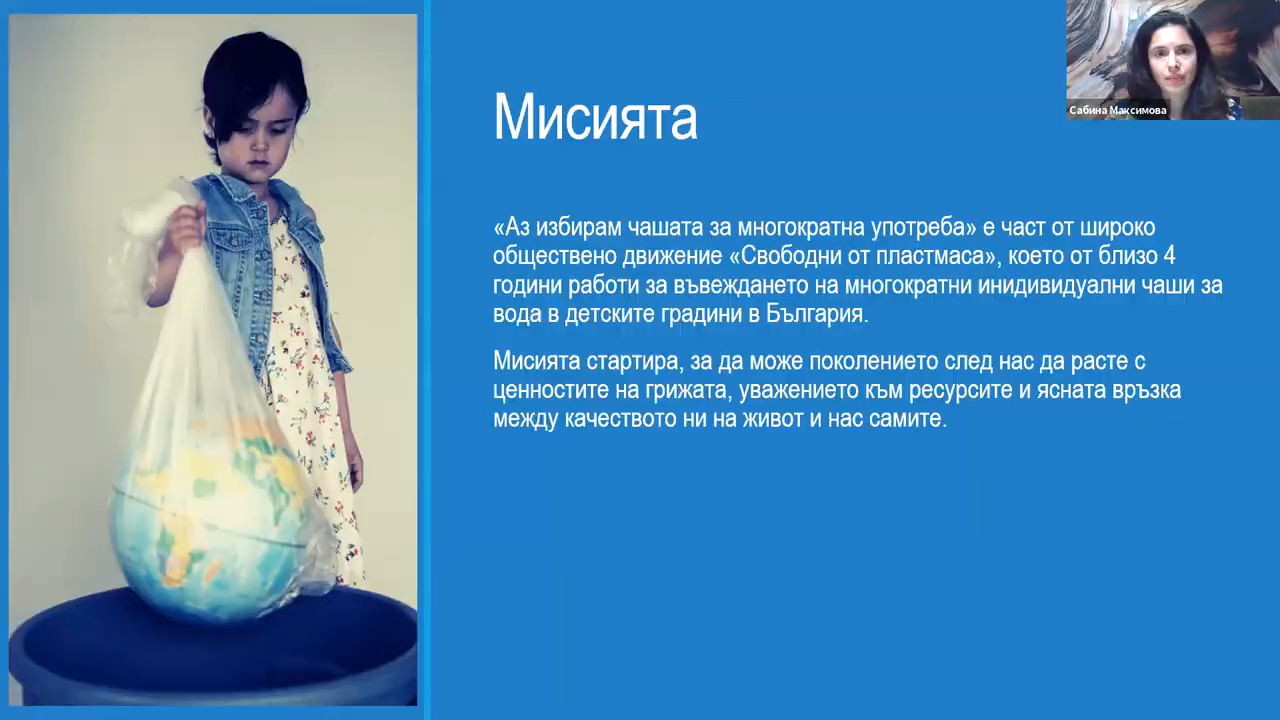 Сабина Максимова
Мисията
«Аз избирам чашата за многократна употреба» е част от широко
обществено движение «Свободни от пластмаса», което от близо 4
години работи за въвеждането на многократни инидивидуални чаши за
вода в детските градини в България.
Мисията стартира, за да може поколението след нас да расте с
ценностите на грижата, уважението към ресурсите и ясната връзка
между качеството ни на живот и нас самите.